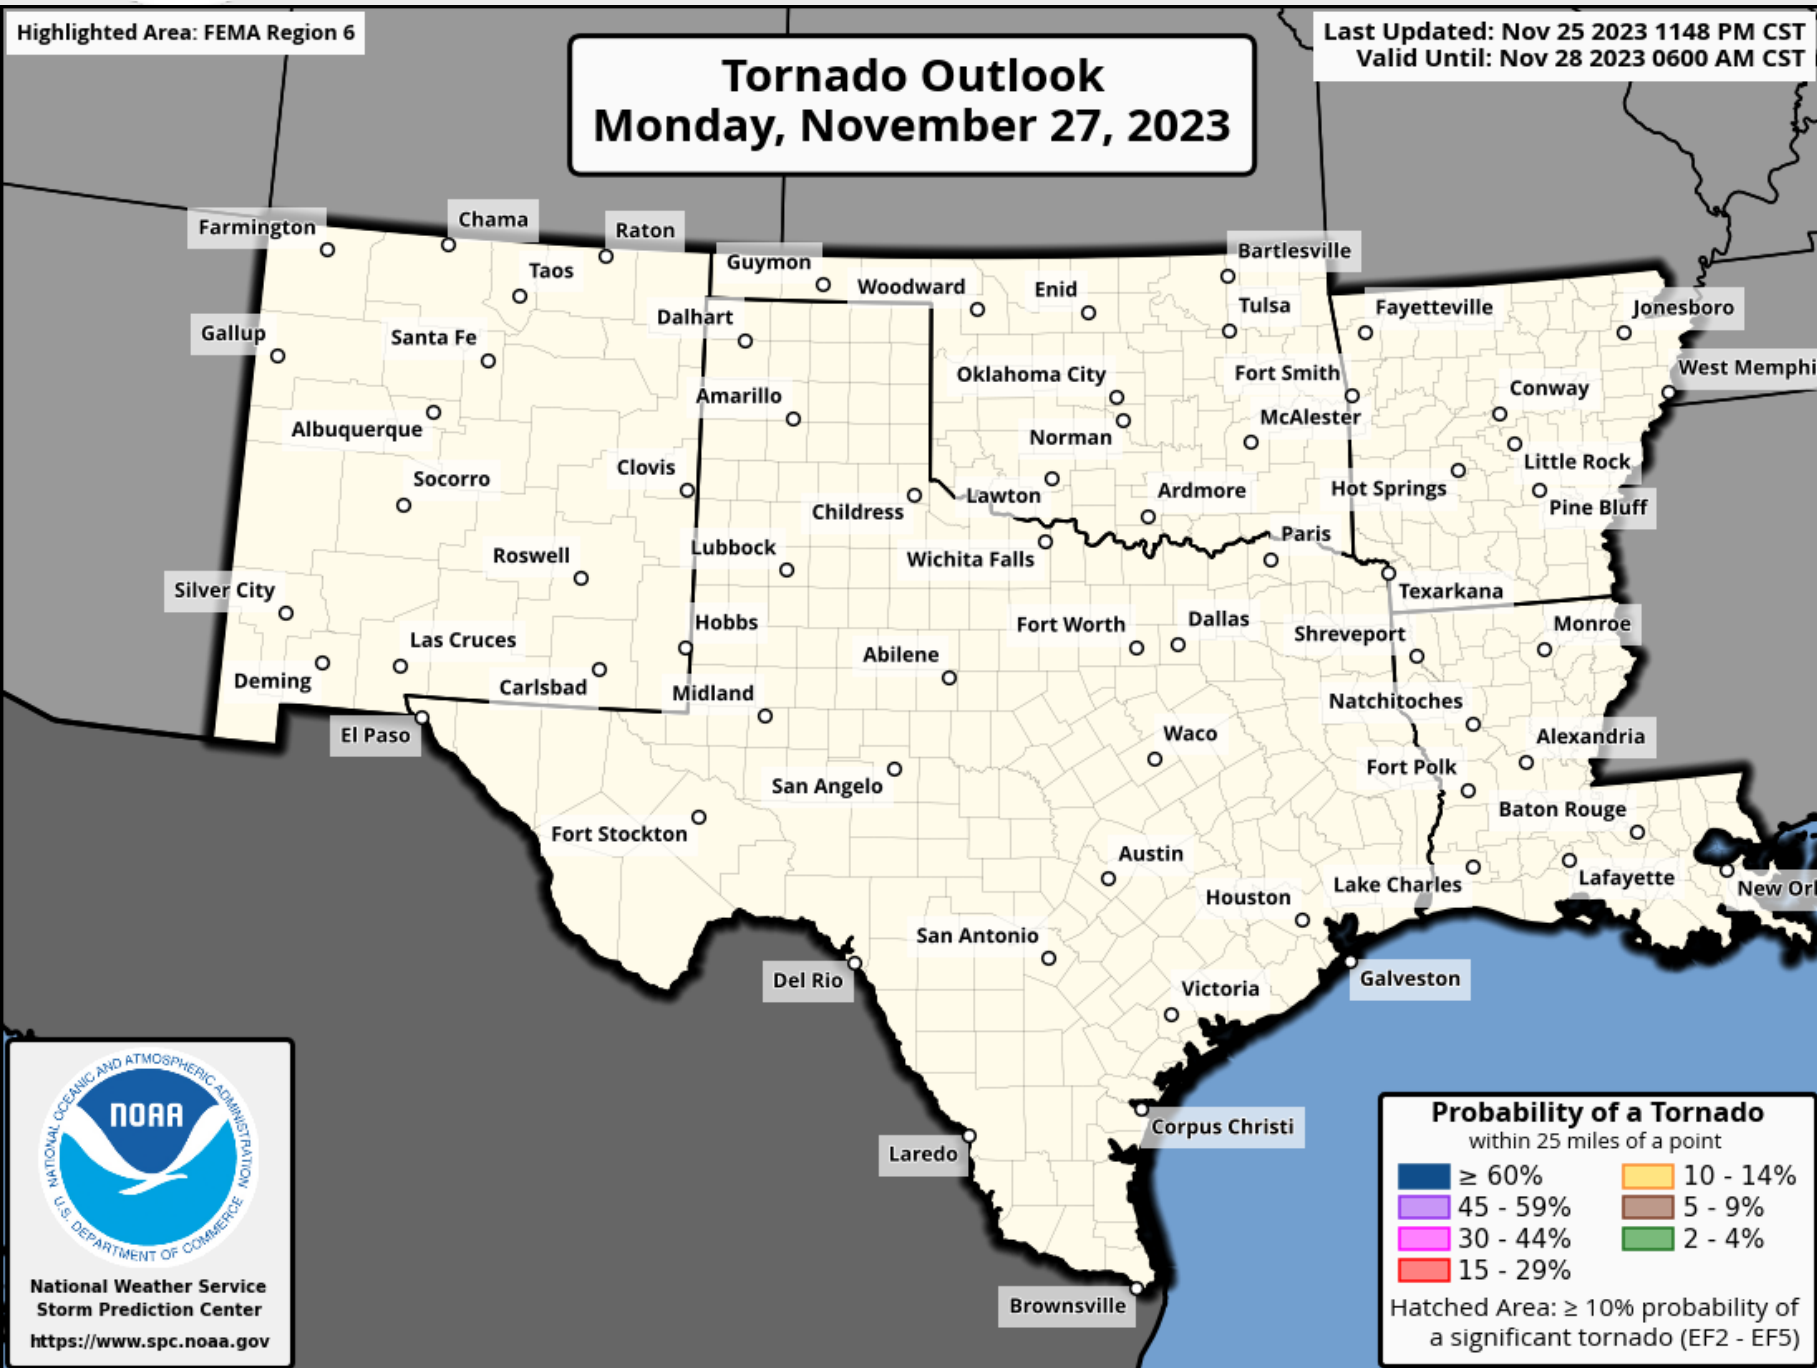 Highlighted Area: FEMA Region 6
Last Updated: Nov 25 2023 1148 PM CST
Valid Until: Nov 28 2023 0600 AM CST
Tornado Outlook
Monday, November 27, 2023
Farmington
Chama
Raton
Taos
Guymon
Woodward
Enid
Bartlesville
Tulsa
Fayetteville
Jonesboro
Gallup
Santa Fe
Dalhart
Oklahoma City
Fort Smith
West Memphi
Amarillo
Conway
Albuquerque
Norman
McAlester
Clovis
Little Rock
Socorro
Childress
Lawton
Ardmore
Hot Springs
Pine Bluff
Roswell
Lubbock
Wichita Falls
Paris
Silver City
Texarkana
Las Cruces
Hobbs
Fort Worth
Dallas
Shreveport
Monroe
Deming
Carlsbad
Midland
Abilene
Natchitoches
El Paso
Waco
Alexandria
San Angelo
Fort Polk
Fort Stockton
Baton Rouge
Austin
Houston
Lake Charles
Lafayette
New Orl
San Antonio
Del Rio
Victoria
Galveston
Corpus Christi
Laredo
Brownsville
NATIONAL OCEANIC AND ATMOSPHERIC ADMINISTRATION
NOAA
U.S. DEPARTMENT OF COMMERCE
National Weather Service
Storm Prediction Center
https://www.spc.noaa.gov
Probability of a Tornado
within 25 miles of a point
≥ 60%
45 - 59%
30 - 44%
15 - 29%
10 - 14%
5 - 9%
2 - 4%
Hatched Area: ≥ 10% probability of
a significant tornado (EF2 - EF5)